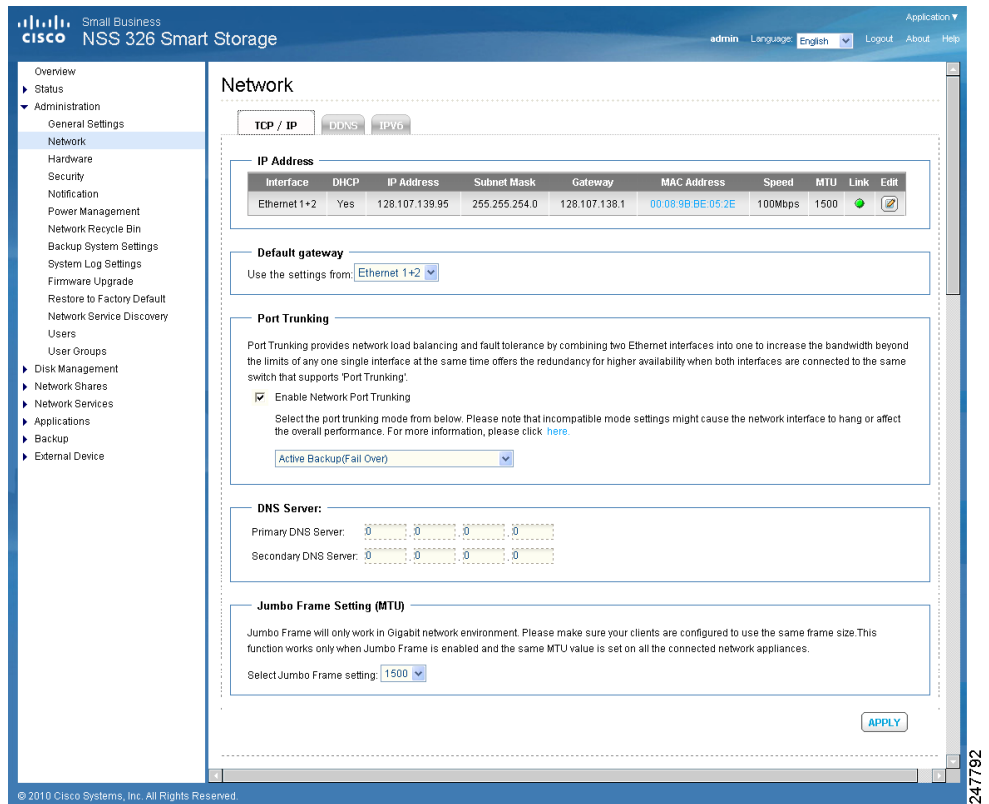 Small Business
CISCO NSS 326 Smart Storage
Application
admin Language: English Logout About Help
Overview
Status
Administration
General Settings
Network
Hardware
Security
Notification
Power Management
Network Recycle Bin
Backup System Settings
System Log Settings
Firmware Upgrade
Restore to Factory Default
Network Service Discovery
Users
User Groups
Disk Management
Network Shares
Network Services
Applications
Backup
External Device
Network
TCP / IP DDNS IPV6
IP Address
Interface DHCP IP Address Subnet Mask Gateway MAC Address Speed MTU Link Edit
Ethernet 1+2 Yes 128.107.139.95 255.255.254.0 128.107.138.1 00:08:9B:BE:05:2E 100Mbps 1500
Default gateway
Use the settings from: Ethernet 1+2
Port Trunking
Port Trunking provides network load balancing and fault tolerance by combining two Ethernet interfaces into one to increase the bandwidth beyond
the limits of any one single interface at the same time offers the redundancy for higher availability when both interfaces are connected to the same
switch that supports 'Port Trunking'.
Enable Network Port Trunking
Select the port trunking mode from below. Please note that incompatible mode settings might cause the network interface to hang or affect
the overall performance. For more information, please click here.
Active Backup(Fail Over)
DNS Server:
Primary DNS Server: 0 . 0 . 0 . 0
Secondary DNS Server: 0 . 0 . 0 . 0
Jumbo Frame Setting (MTU)
Jumbo Frame will only work in Gigabit network environment. Please make sure your clients are configured to use the same frame size.This
function works only when Jumbo Frame is enabled and the same MTU value is set on all the connected network appliances.
Select Jumbo Frame setting: 1500
APPLY
© 2010 Cisco Systems, Inc. All Rights Reserved.
247792